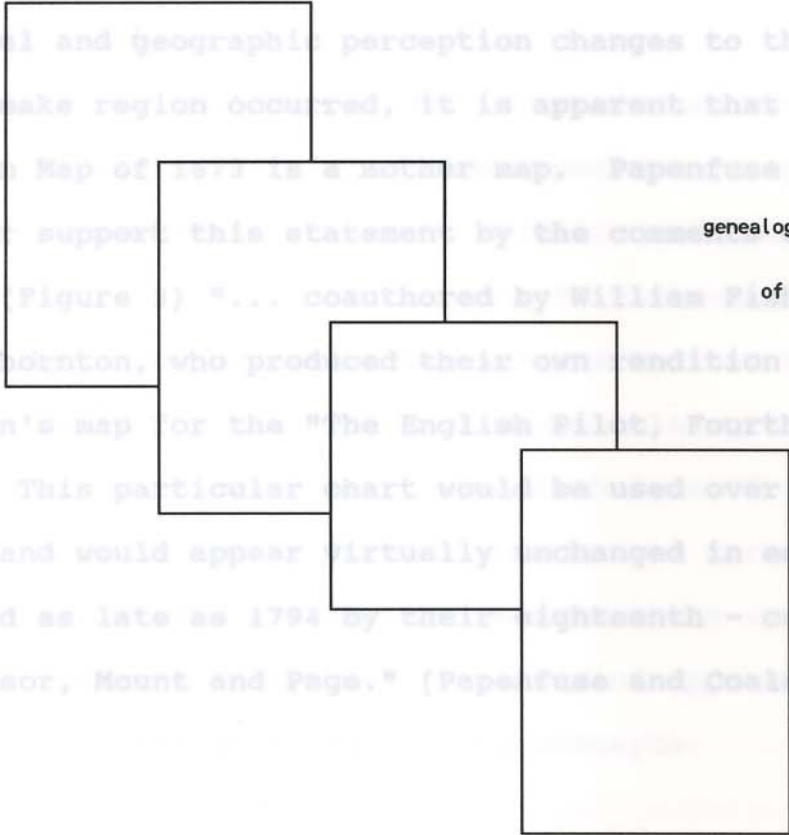 al and geographic perception changes to th
make region occurred, it is apparent that
n Map of 1673 is a mother map. Papenfuse
genealog
r support this statement by the comments
of
(Figure 3) "... coauthored by William Fish
hornton, who produced their own rendition
n's map for the "The English Pilot, Fourth
This particular chart would be used over
and would appear virtually unchanged in e
d as late as 1794 by their eighteenth - c
sor, Mount and Page." [Papenfuse and Coale